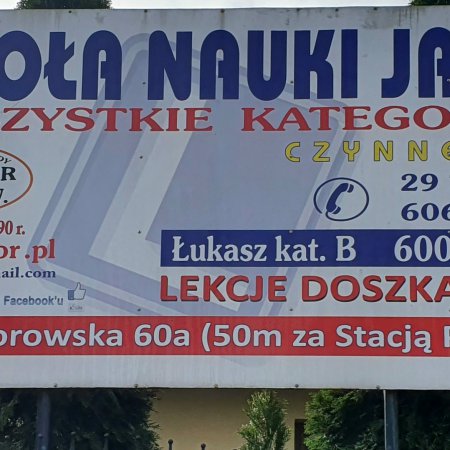 OŁA NAUKI JA
ZYSTKIE KATEGO
CZYNN
R
W.
90 r.
29
606
or.pl
Łukasz kat. B 600
ail.com
Facebook'u
LEKCJE DOSZKA
orowska 60a (50m za Stacją